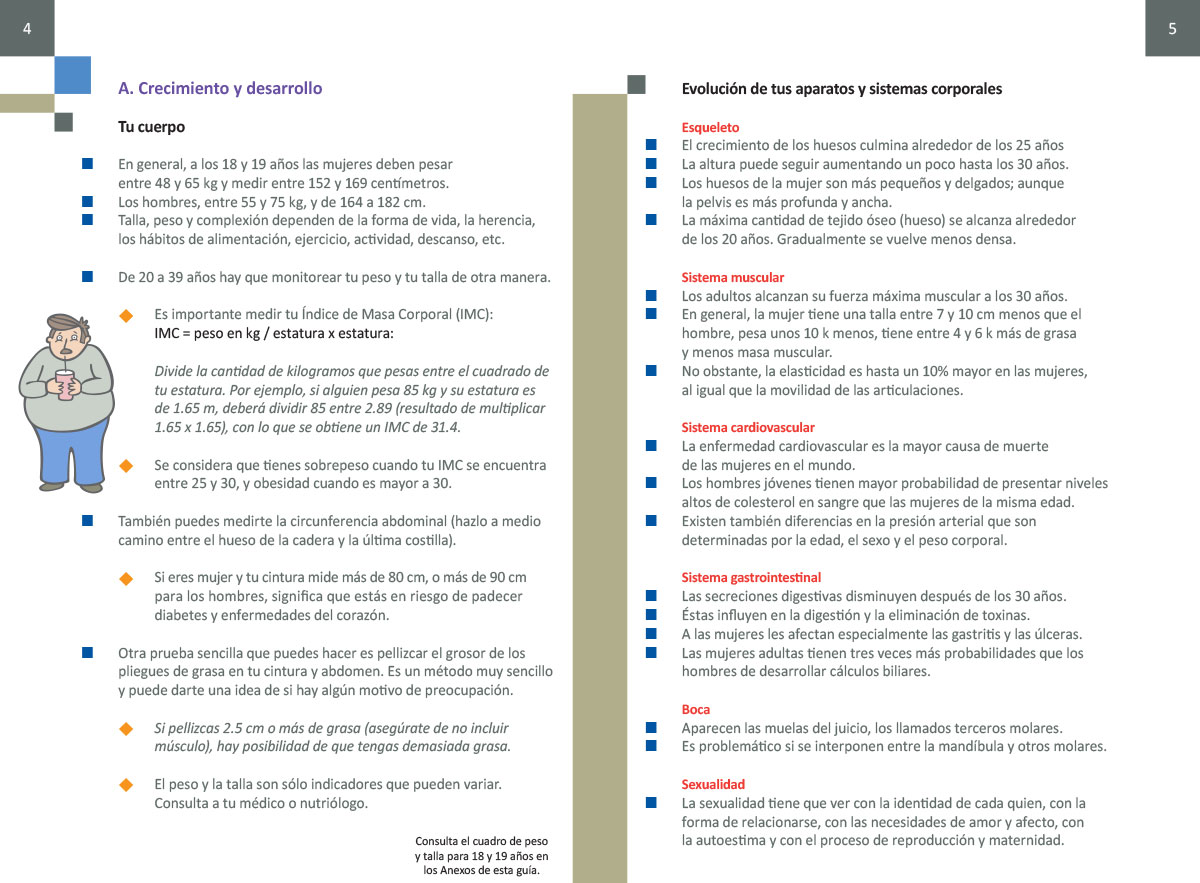 4
A. Crecimiento y desarrollo
Tu cuerpo
En general, a los 18 y 19 años las mujeres deben pesar
entre 48 y 65 kg y medir entre 152 y 169 centímetros.
Los hombres, entre 55 y 75 kg, y de 164 a 182 cm.
Talla, peso y complexión dependen de la forma de vida, la herencia,
los hábitos de alimentación, ejercicio, actividad, descanso, etc.
De 20 a 39 años hay que monitorear tu peso y tu talla de otra manera.
Es importante medir tu Índice de Masa Corporal (IMC):
IMC = peso en kg / estatura x estatura:
Divide la cantidad de kilogramos que pesas entre el cuadrado de
tu estatura. Por ejemplo, si alguien pesa 85 kg y su estatura es
de 1.65 m, deberá dividir 85 entre 2.89 (resultado de multiplicar
1.65 x 1.65), con lo que se obtiene un IMC de 31.4.
Se considera que tienes sobrepeso cuando tu IMC se encuentra
entre 25 y 30, y obesidad cuando es mayor a 30.
También puedes medirte la circunferencia abdominal (hazlo a medio
camino entre el hueso de la cadera y la última costilla).
Si eres mujer y tu cintura mide más de 80 cm, o más de 90 cm
para los hombres, significa que estás en riesgo de padecer
diabetes y enfermedades del corazón.
Otra prueba sencilla que puedes hacer es pellizcar el grosor de los
pliegues de grasa en tu cintura y abdomen. Es un método muy sencillo
y puede darte una idea de si hay algún motivo de preocupación.
Si pellizcas 2.5 cm o más de grasa (asegúrate de no incluir
músculo), hay posibilidad de que tengas demasiada grasa.
El peso y la talla son sólo indicadores que pueden variar.
Consulta a tu médico o nutriólogo.
Consulta el cuadro de peso
y talla para 18 y 19 años en
los Anexos de esta guía.
5
Evolución de tus aparatos y sistemas corporales
Esqueleto
El crecimiento de los huesos culmina alrededor de los 25 años
La altura puede seguir aumentando un poco hasta los 30 años.
Los huesos de la mujer son más pequeños y delgados; aunque
la pelvis es más profunda y ancha.
La máxima cantidad de tejido óseo (hueso) se alcanza alrededor
de los 20 años. Gradualmente se vuelve menos densa.
Sistema muscular
Los adultos alcanzan su fuerza máxima muscular a los 30 años.
En general, la mujer tiene una talla entre 7 y 10 cm menos que el
hombre, pesa unos 10 k menos, tiene entre 4 y 6 k más de grasa
y menos masa muscular.
No obstante, la elasticidad es hasta un 10% mayor en las mujeres,
al igual que la movilidad de las articulaciones.
Sistema cardiovascular
La enfermedad cardiovascular es la mayor causa de muerte
de las mujeres en el mundo.
Los hombres jóvenes tienen mayor probabilidad de presentar niveles
altos de colesterol en sangre que las mujeres de la misma edad.
Existen también diferencias en la presión arterial que son
determinadas por la edad, el sexo y el peso corporal.
Sistema gastrointestinal
Las secreciones digestivas disminuyen después de los 30 años.
Éstas influyen en la digestión y la eliminación de toxinas.
A las mujeres les afectan especialmente las gastritis y las úlceras.
Las mujeres adultas tienen tres veces más probabilidades que los
hombres de desarrollar cálculos biliares.
Boca
Aparecen las muelas del juicio, los llamados terceros molares.
Es problemático si se interponen entre la mandíbula y otros molares.
Sexualidad
La sexualidad tiene que ver con la identidad de cada quien, con la
forma de relacionarse, con las necesidades de amor y afecto, con
la autoestima y con el proceso de reproducción y maternidad.